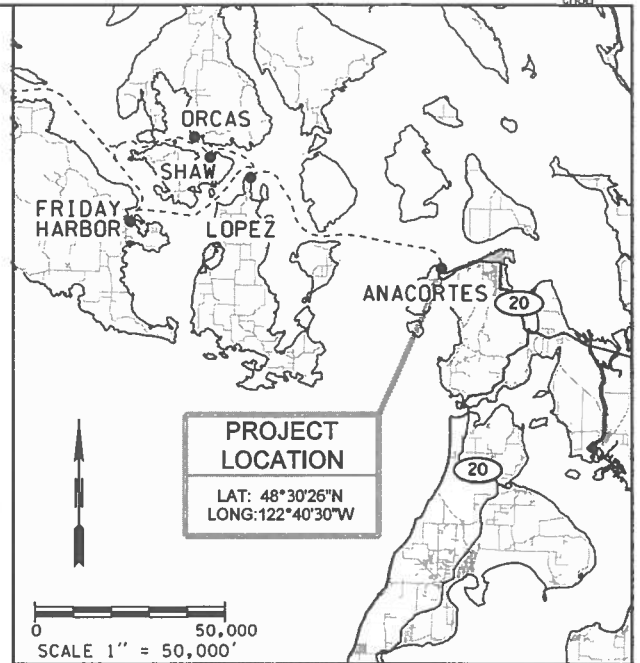 ORCAS
SHAW
FRIDAY
HARBOR
LOPEZ
ANACORTES
20
PROJECT
LOCATION
LAT: 48°30'26"N
LONG:122°40'30"W
20
N
0 50,000
SCALE 1" = 50,000'